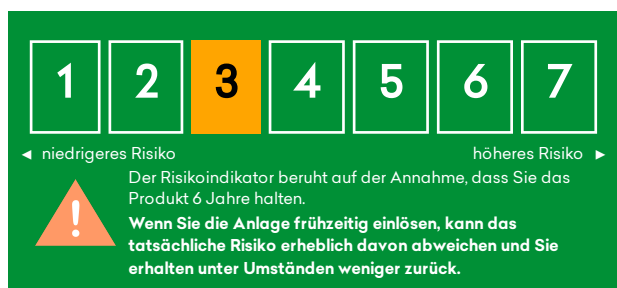 1 2 3 4 5 6 7
◄ niedrigeres Risiko höheres Risiko ►
Der Risikoindikator beruht auf der Annahme, dass Sie das
Produkt 6 Jahre halten.
!
Wenn Sie die Anlage frühzeitig einlösen, kann das
tatsächliche Risiko erheblich davon abweichen und Sie
erhalten unter Umständen weniger zurück.